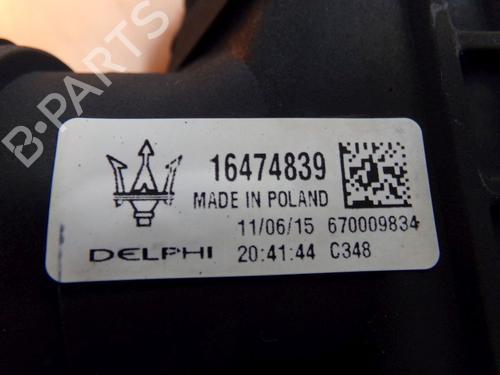 B-PARTS
16474839
MADE IN POLAND
11/06/15 670009834
DELPHI 20:41:44 C348